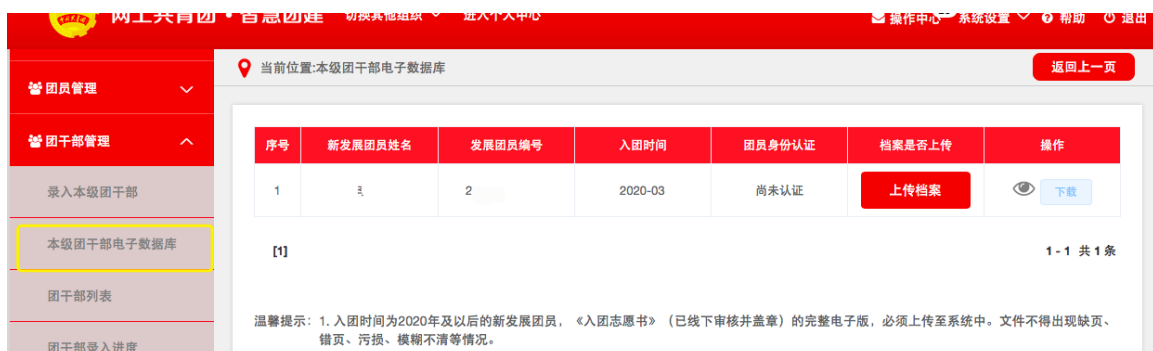 网上共青团·智慧团建 切换其他组织 进入个人中心 操作中心 系统设置 帮助 退出
当前位置:本级团干部电子数据库 返回上一页
团员管理
团干部管理
录入本级团干部
本级团干部电子数据库
团干部列表
团干部录入进度
序号 新发展团员姓名 发展团员编号 入团时间 团员身份认证 档案是否上传 操作
1 2 2020-03 尚未认证 上传档案 下载
[1] 1-1 共1条
温馨提示: 1. 入团时间为2020年及以后的新发展团员，《入团志愿书》（已线下审核并盖章）的完整电子版，必须上传至系统中。文件不得出现缺页、
错页、污损、模糊不清等情况。